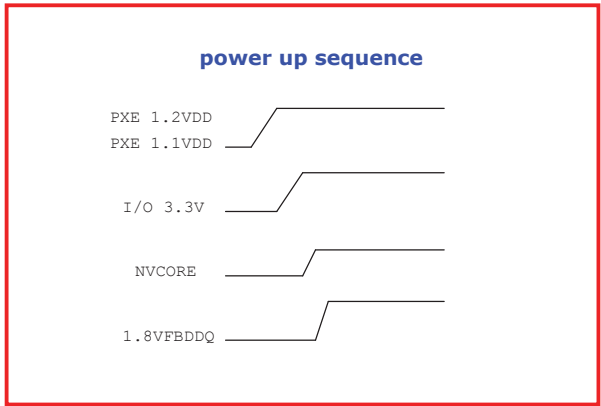 power up sequence
PXE 1.2VDD
PXE 1.1VDD
I/O 3.3V
NVCORE
1.8VFBDDQ